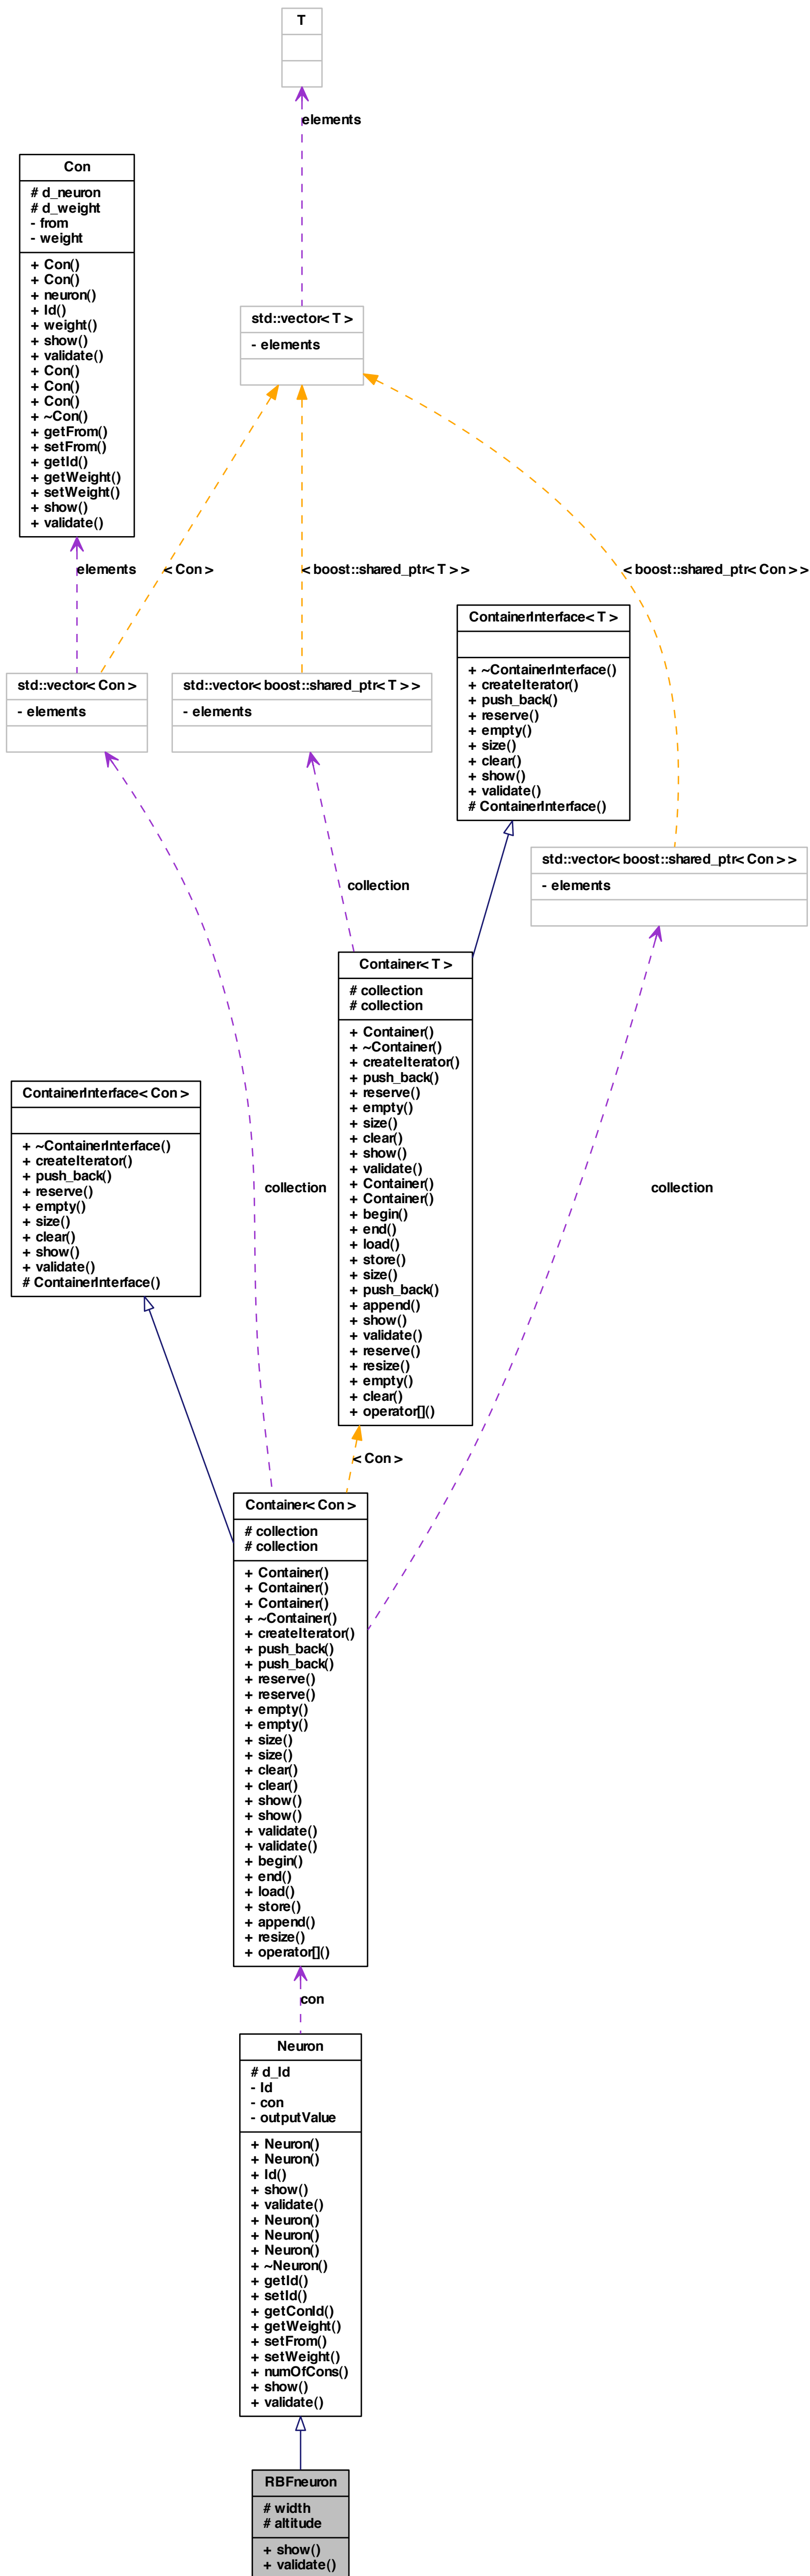 T
elements
Con
# d_neuron
# d_weight
- from
- weight
+ Con()
+ Con()
+ neuron()
+ Id()
+ weight()
+ show()
+ validate()
+ Con()
+ Con()
+ Con()
+ ~Con()
+ getFrom()
+ setFrom()
+ getId()
+ getWeight()
+ setWeight()
+ show()
+ validate()
std::vector< T >
- elements
elements
< Con >
< boost::shared_ptr< T > >
< boost::shared_ptr< Con > >
std::vector< Con >
- elements
std::vector< boost::shared_ptr< T > >
- elements
ContainerInterface< T >
+ ~ContainerInterface()
+ createIterator()
+ push_back()
+ reserve()
+ empty()
+ size()
+ clear()
+ show()
+ validate()
# ContainerInterface()
std::vector< boost::shared_ptr< Con > >
- elements
collection
Container< T >
# collection
# collection
+ Container()
+ ~Container()
+ createIterator()
+ push_back()
+ reserve()
+ empty()
+ size()
+ clear()
+ show()
+ validate()
+ Container()
+ Container()
+ begin()
+ end()
+ load()
+ store()
+ size()
+ push_back()
+ append()
+ show()
+ validate()
+ reserve()
+ resize()
+ empty()
+ clear()
+ operator[]()
ContainerInterface< Con >
+ ~ContainerInterface()
+ createIterator()
+ push_back()
+ reserve()
+ empty()
+ size()
+ clear()
+ show()
+ validate()
# ContainerInterface()
collection
collection
< Con >
Container< Con >
# collection
# collection
+ Container()
+ Container()
+ Container()
+ ~Container()
+ createIterator()
+ push_back()
+ push_back()
+ reserve()
+ reserve()
+ empty()
+ empty()
+ size()
+ size()
+ clear()
+ clear()
+ show()
+ show()
+ validate()
+ validate()
+ begin()
+ end()
+ load()
+ store()
+ append()
+ resize()
+ operator[]()
con
Neuron
# d_Id
- Id
- con
- outputValue
+ Neuron()
+ Neuron()
+ Id()
+ show()
+ validate()
+ Neuron()
+ Neuron()
+ Neuron()
+ ~Neuron()
+ getId()
+ setId()
+ getConId()
+ getWeight()
+ setFrom()
+ setWeight()
+ numOfCons()
+ show()
+ validate()
RBFneuron
# width
# altitude
+ show()
+ validate()